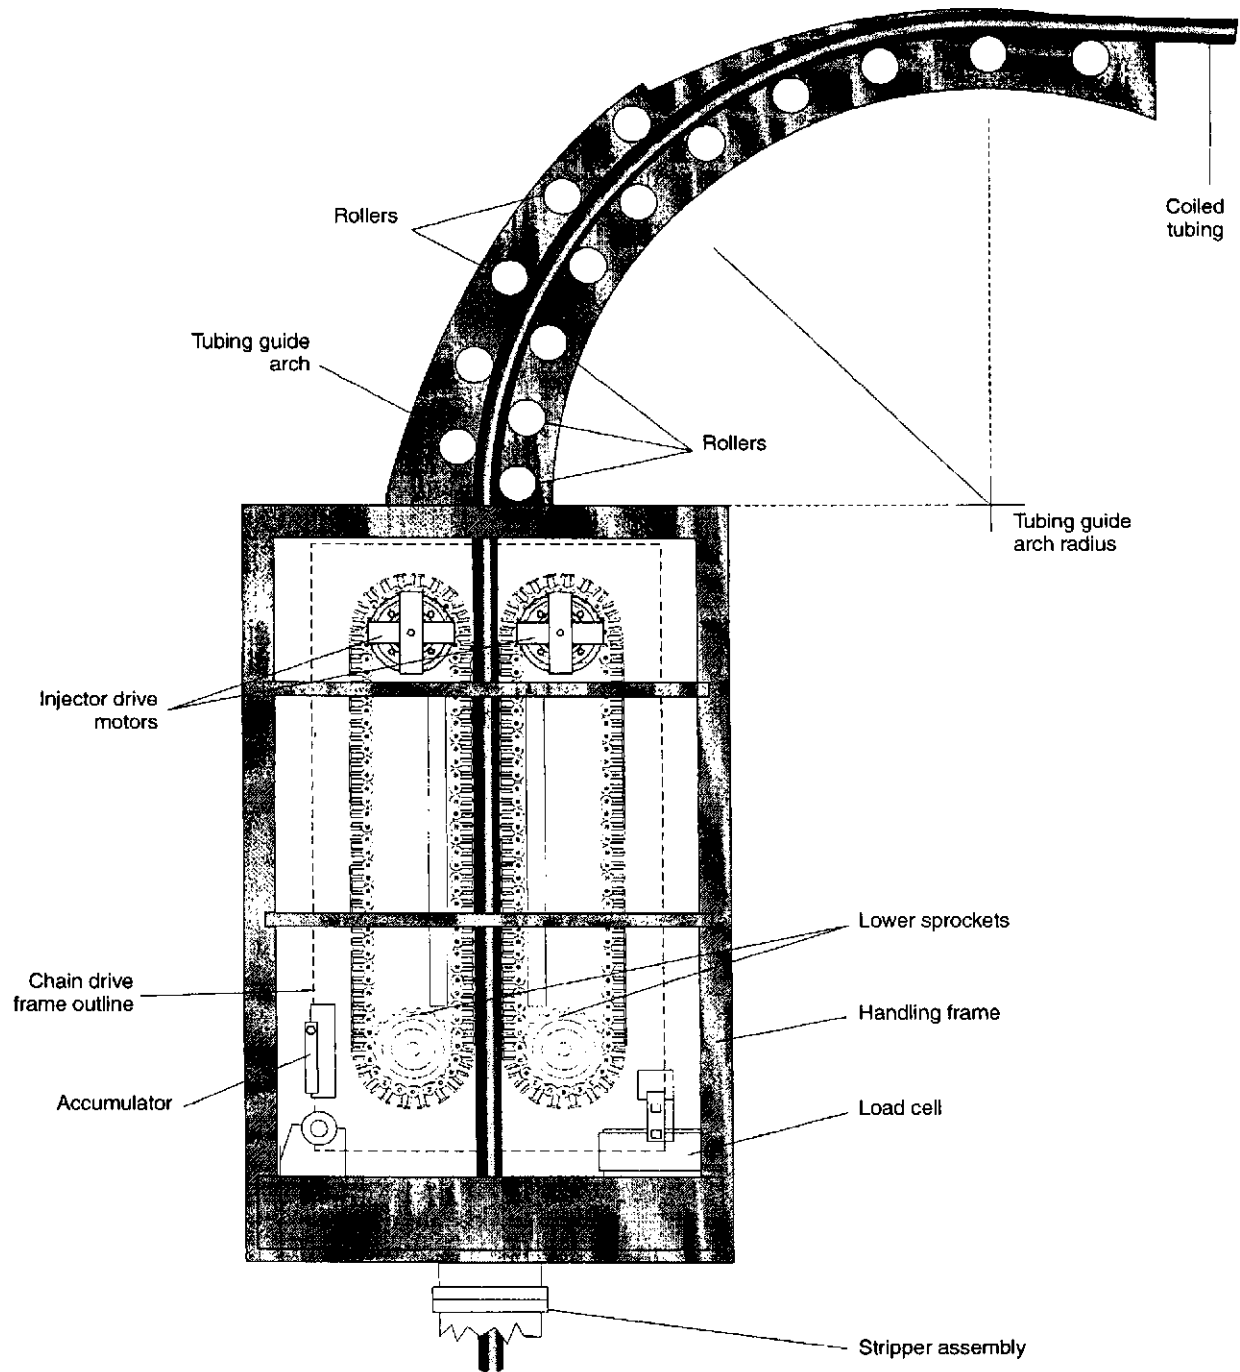 Coiled
tubing
Rollers
Tubing guide
arch
Rollers
Tubing guide
arch radius
Injector drive
motors
Lower sprockets
Chain drive
frame outline
Handling frame
Accumulator
Load cell
Stripper assembly